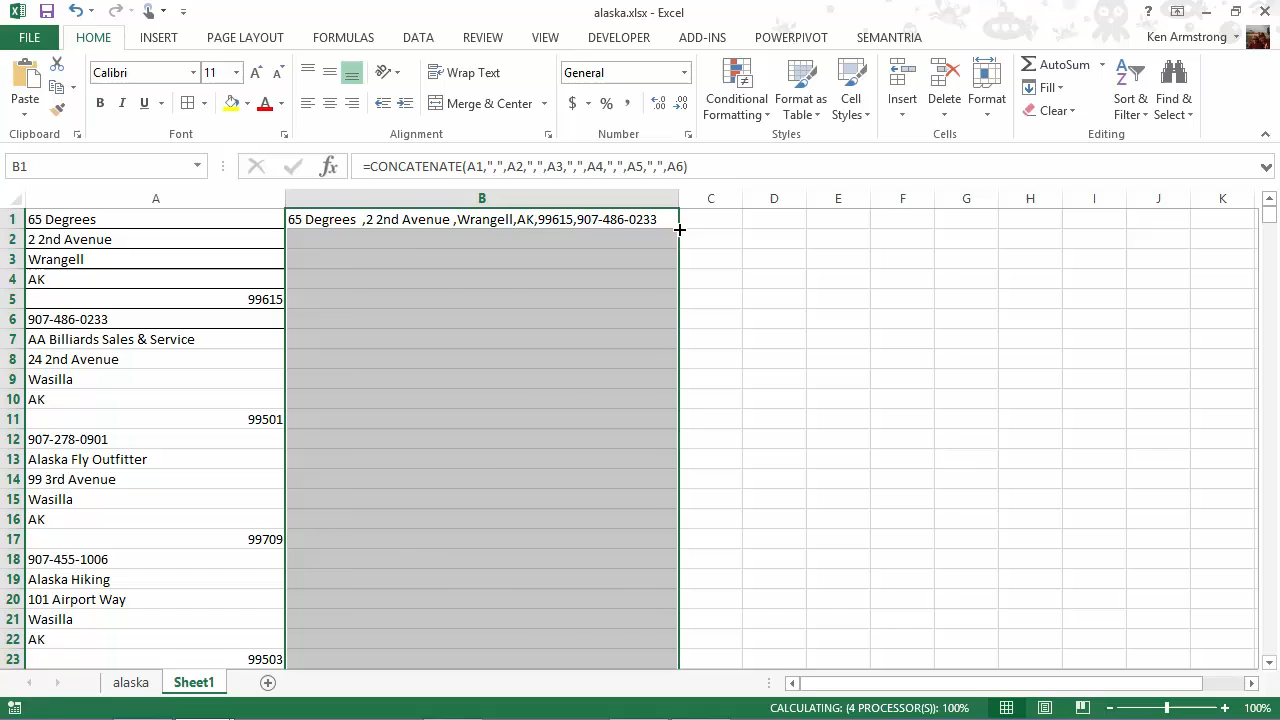 alaska.xlsx - Excel
FILE HOME INSERT PAGE LAYOUT FORMULAS DATA REVIEW VIEW DEVELOPER ADD-INS POWERPIVOT SEMANTRIA Ken Armstrong
Paste
Clipboard
Calibri 11
B I U
Font
Wrap Text
Merge & Center
Alignment
General
$ % ,
Number
Conditional Formatting
Format as Table
Cell Styles
Styles
Insert Delete Format
Cells
AutoSum
Fill
Clear
Sort & Filter
Find & Select
Editing
B1 fx =CONCATENATE(A1,",",A2,",",A3,",",A4,",",A5,",",A6)
A B C D E F G H I J K
1 65 Degrees 65 Degrees ,2 2nd Avenue ,Wrangell,AK,99615,907-486-0233
2 2 2nd Avenue
3 Wrangell
4 AK
5 99615
6 907-486-0233
7 AA Billiards Sales & Service
8 24 2nd Avenue
9 Wasilla
10 AK
11 99501
12 907-278-0901
13 Alaska Fly Outfitter
14 99 3rd Avenue
15 Wasilla
16 AK
17 99709
18 907-455-1006
19 Alaska Hiking
20 101 Airport Way
21 Wasilla
22 AK
23 99503
alaska Sheet1
CALCULATING: (4 PROCESSOR(S)): 100% 100%